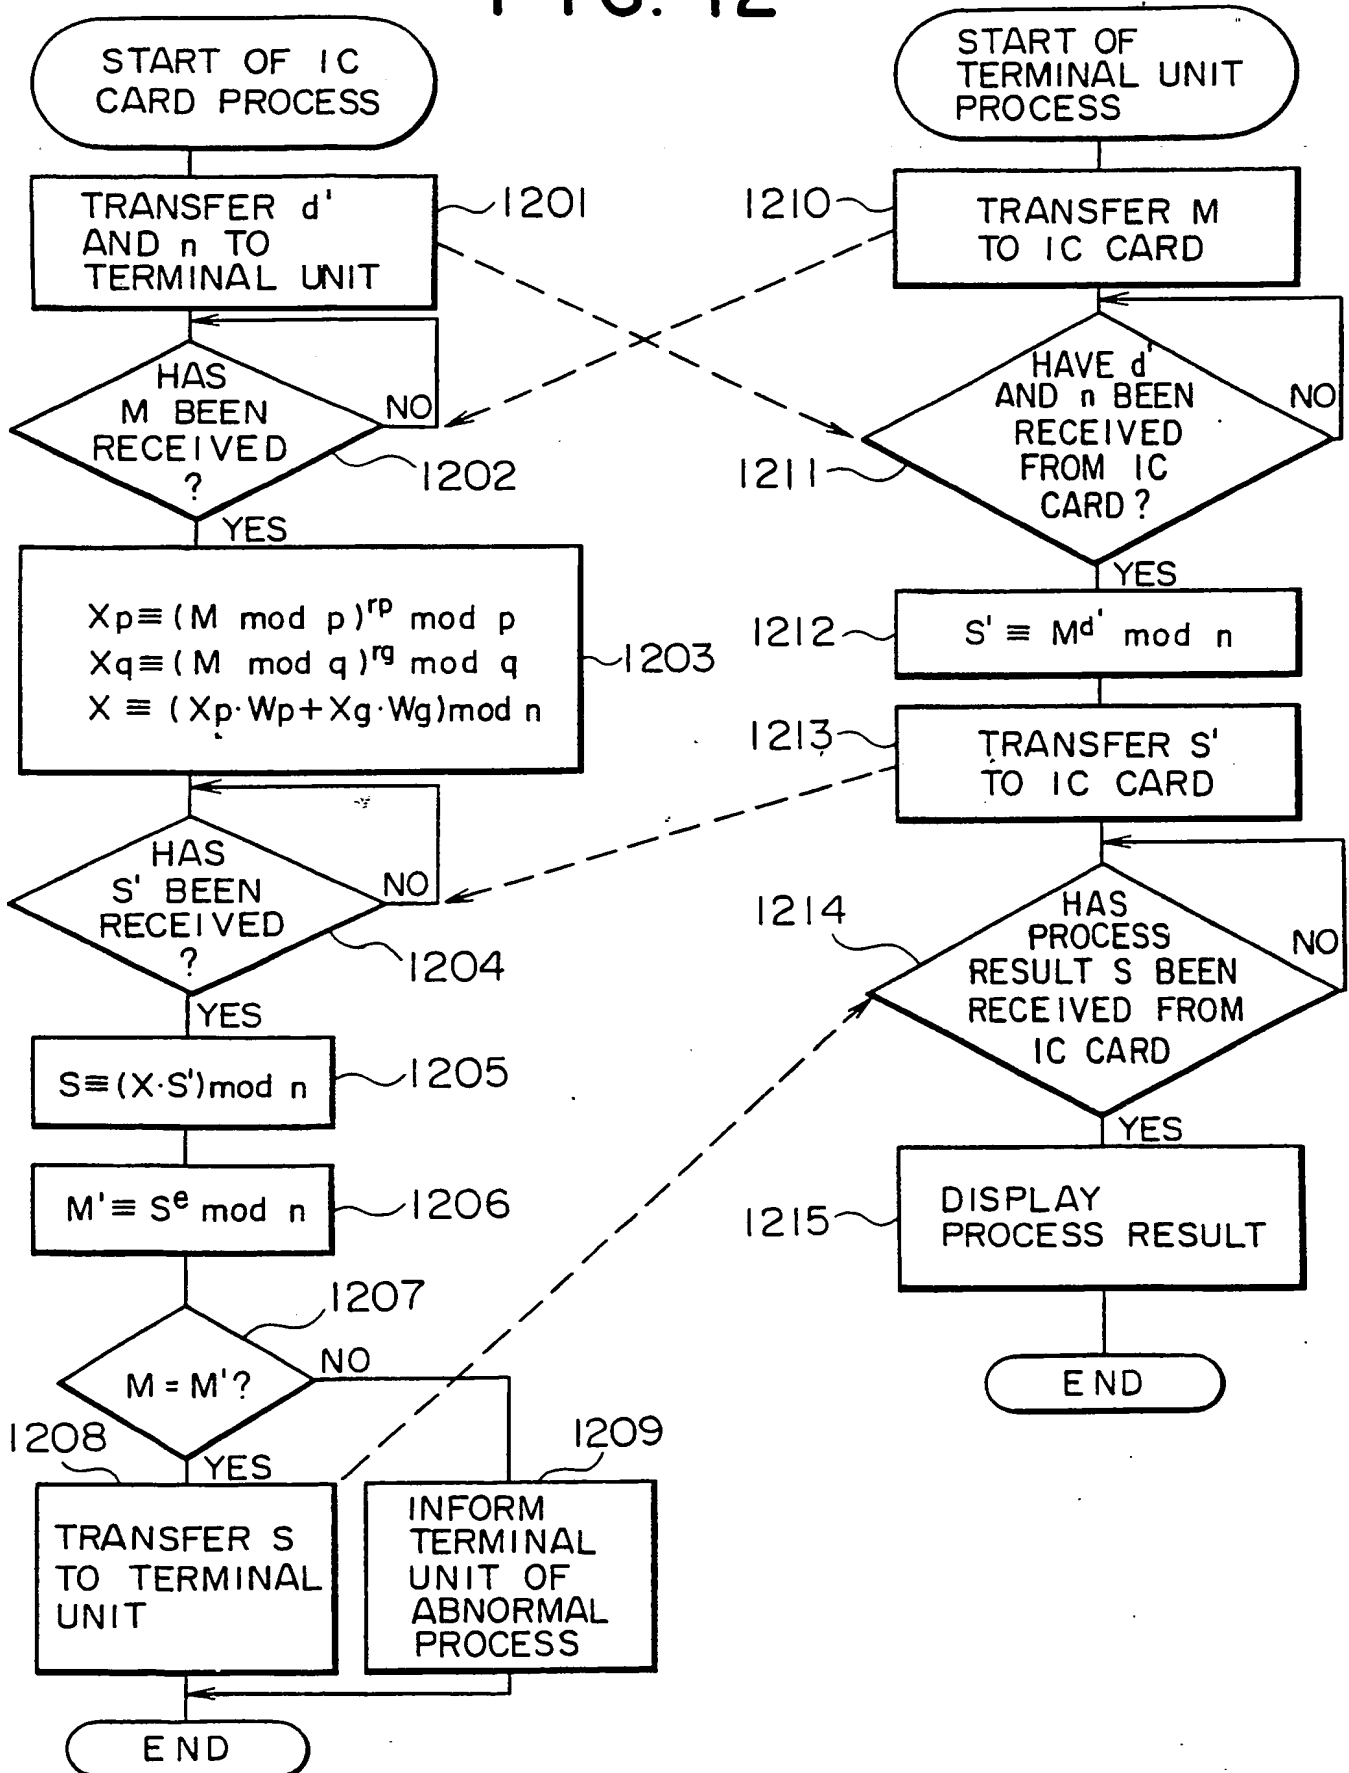 FIG. 12
START OF IC
CARD PROCESS
TRANSFER d'
AND n TO
TERMINAL UNIT
1201
HAS
M BEEN
RECEIVED
?
NO
1202
YES
Xp≡(M mod p)^rp mod p
Xq≡(M mod q)^rg mod q
X ≡ (Xp·Wp+Xg·Wg)mod n
1203
HAS
S' BEEN
RECEIVED
?
NO
1204
YES
S≡(X·S')mod n
1205
M'≡ S^e mod n
1206
1207
M = M'?
NO
1208
YES
TRANSFER S
TO TERMINAL
UNIT
1209
INFORM
TERMINAL
UNIT OF
ABNORMAL
PROCESS
END
START OF
TERMINAL UNIT
PROCESS
1210
TRANSFER M
TO IC CARD
HAVE d'
AND n BEEN
RECEIVED
FROM IC
CARD?
NO
1211
YES
1212
S' ≡ M^d' mod n
1213
TRANSFER S'
TO IC CARD
1214
HAS
PROCESS
RESULT S BEEN
RECEIVED FROM
IC CARD
NO
YES
1215
DISPLAY
PROCESS RESULT
END